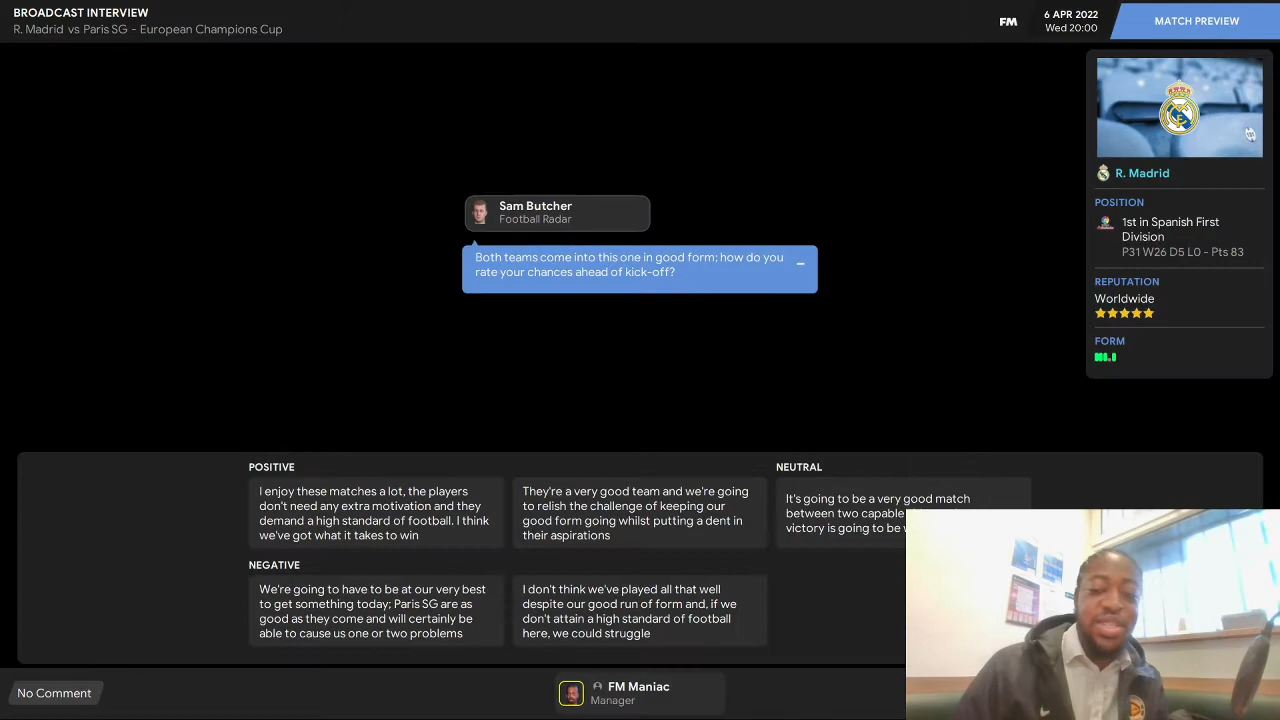 BROADCAST INTERVIEW
R. Madrid vs Paris SG - European Champions Cup
FM
6 APR 2022
Wed 20:00
MATCH PREVIEW
R. Madrid
POSITION
1st in Spanish First
Division
P31 W26 D5 L0 - Pts 83
REPUTATION
Worldwide
FORM
Sam Butcher
Football Radar
Both teams come into this one in good form; how do you
rate your chances ahead of kick-off?
POSITIVE
I enjoy these matches a lot, the players
don't need any extra motivation and they
demand a high standard of football. I think
we've got what it takes to win
They're a very good team and we're going
to relish the challenge of keeping our
good form going whilst putting a dent in
their aspirations
NEUTRAL
It's going to be a very good match
between two capable
victory is going to be
NEGATIVE
We're going to have to be at our very best
to get something today; Paris SG are as
good as they come and will certainly be
able to cause us one or two problems
I don't think we've played all that well
despite our good run of form and, if we
don't attain a high standard of football
here, we could struggle
No Comment
FM Maniac
Manager